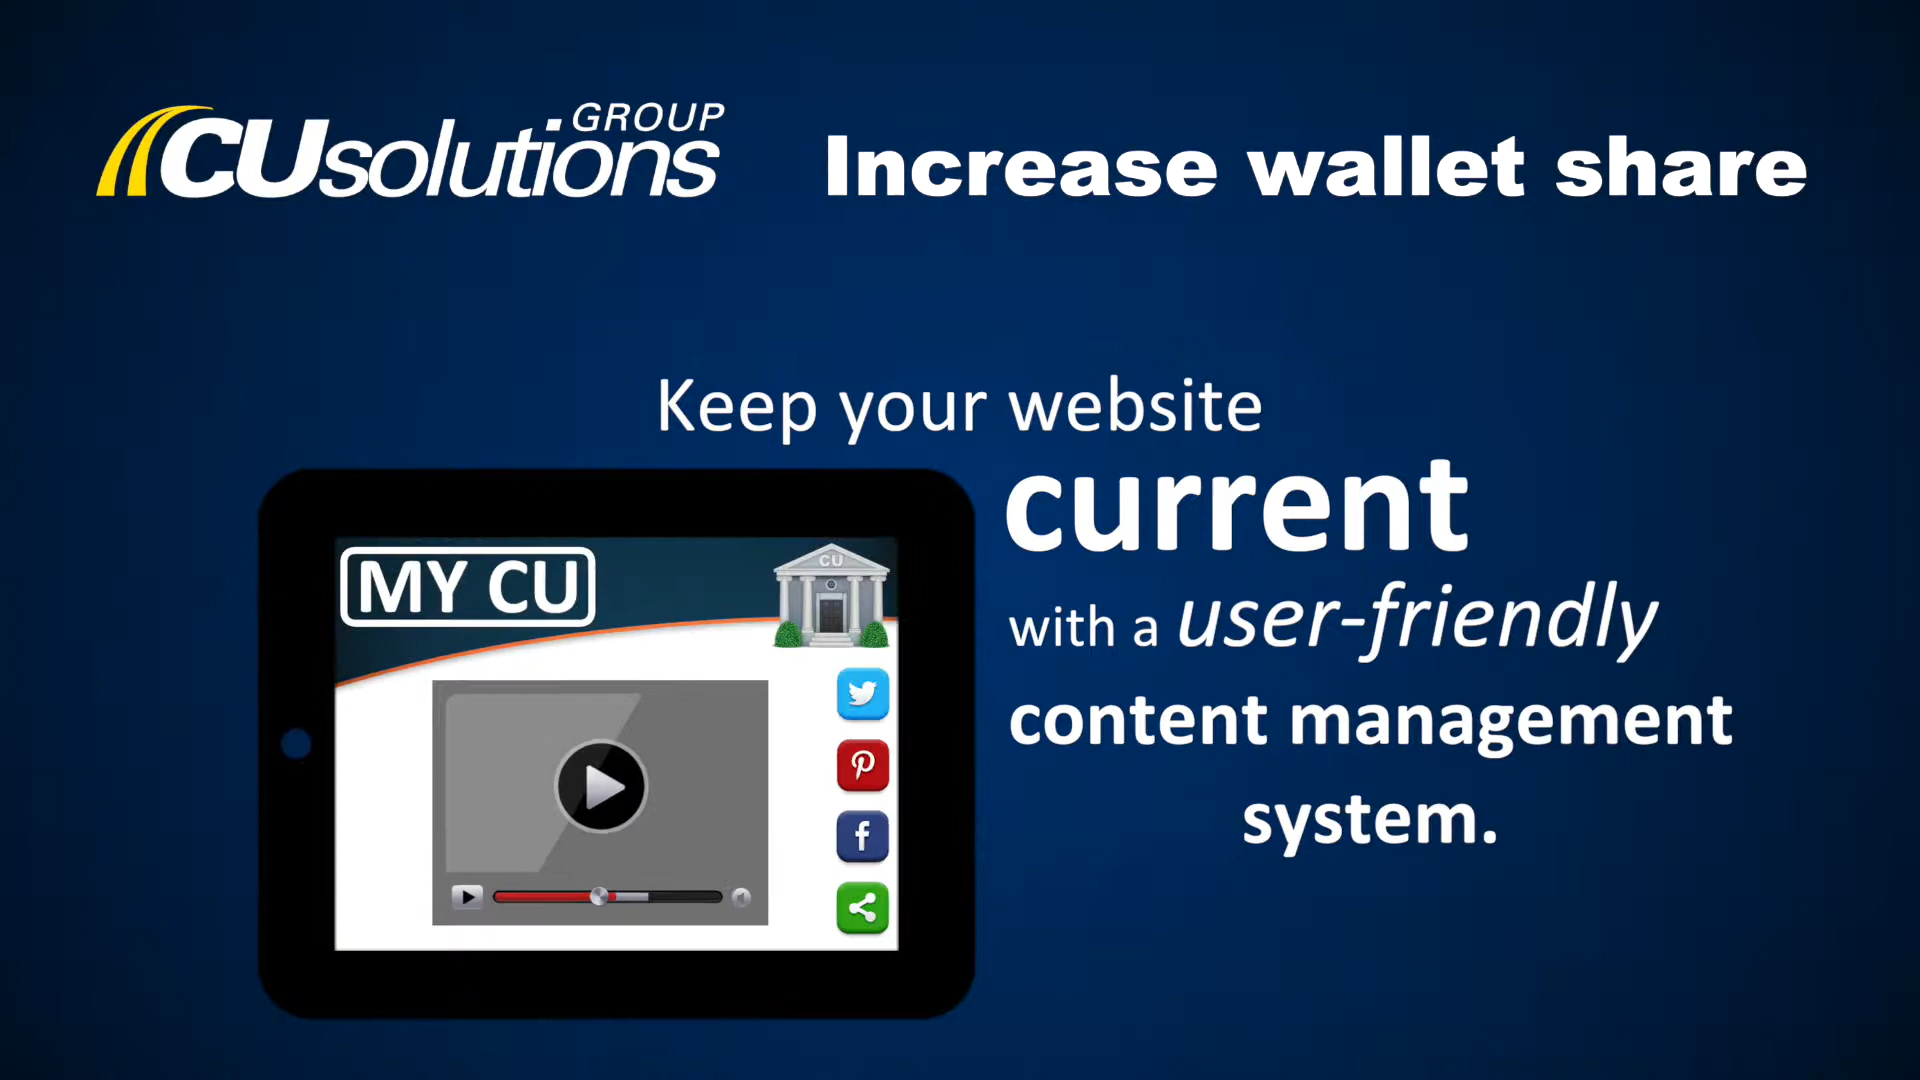 CUsolutions GROUP
Increase wallet share
Keep your website
current
with a user-friendly
content management
system.
MY CU
CU